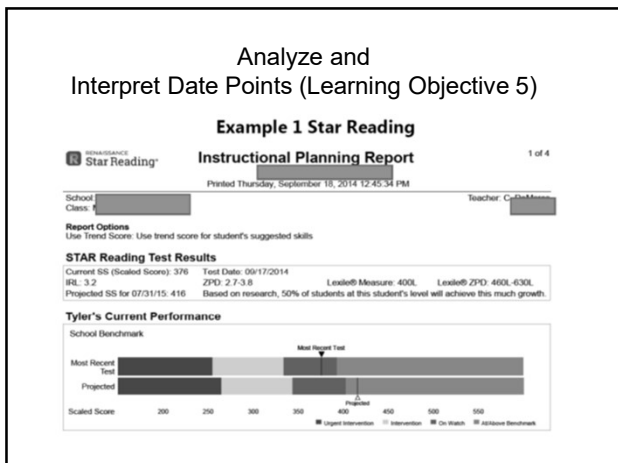 Analyze and
Interpret Date Points (Learning Objective 5)
Example 1 Star Reading
RENAISSANCE
Star Reading™
Instructional Planning Report
1 of 4
Printed Thursday, September 18, 2014 12:45:34 PM
School:
Teacher: C.
Class:
Report Options
Use Trend Score: Use trend score for student's suggested skills
STAR Reading Test Results
Current SS (Scaled Score): 376 Test Date: 09/17/2014
IRL: 3.2 ZPD: 2.7-3.8 Lexile® Measure: 400L Lexile® ZPD: 460L-630L
Projected SS for 07/31/15: 416 Based on research, 50% of students at this student's level will achieve this much growth.
Tyler's Current Performance
School Benchmark
Most Recent Test
Most Recent
Test
Projected
Projected
Scaled Score 200 250 300 350 400 450 500 550
Urgent Intervention Intervention On Watch At/Above Benchmark